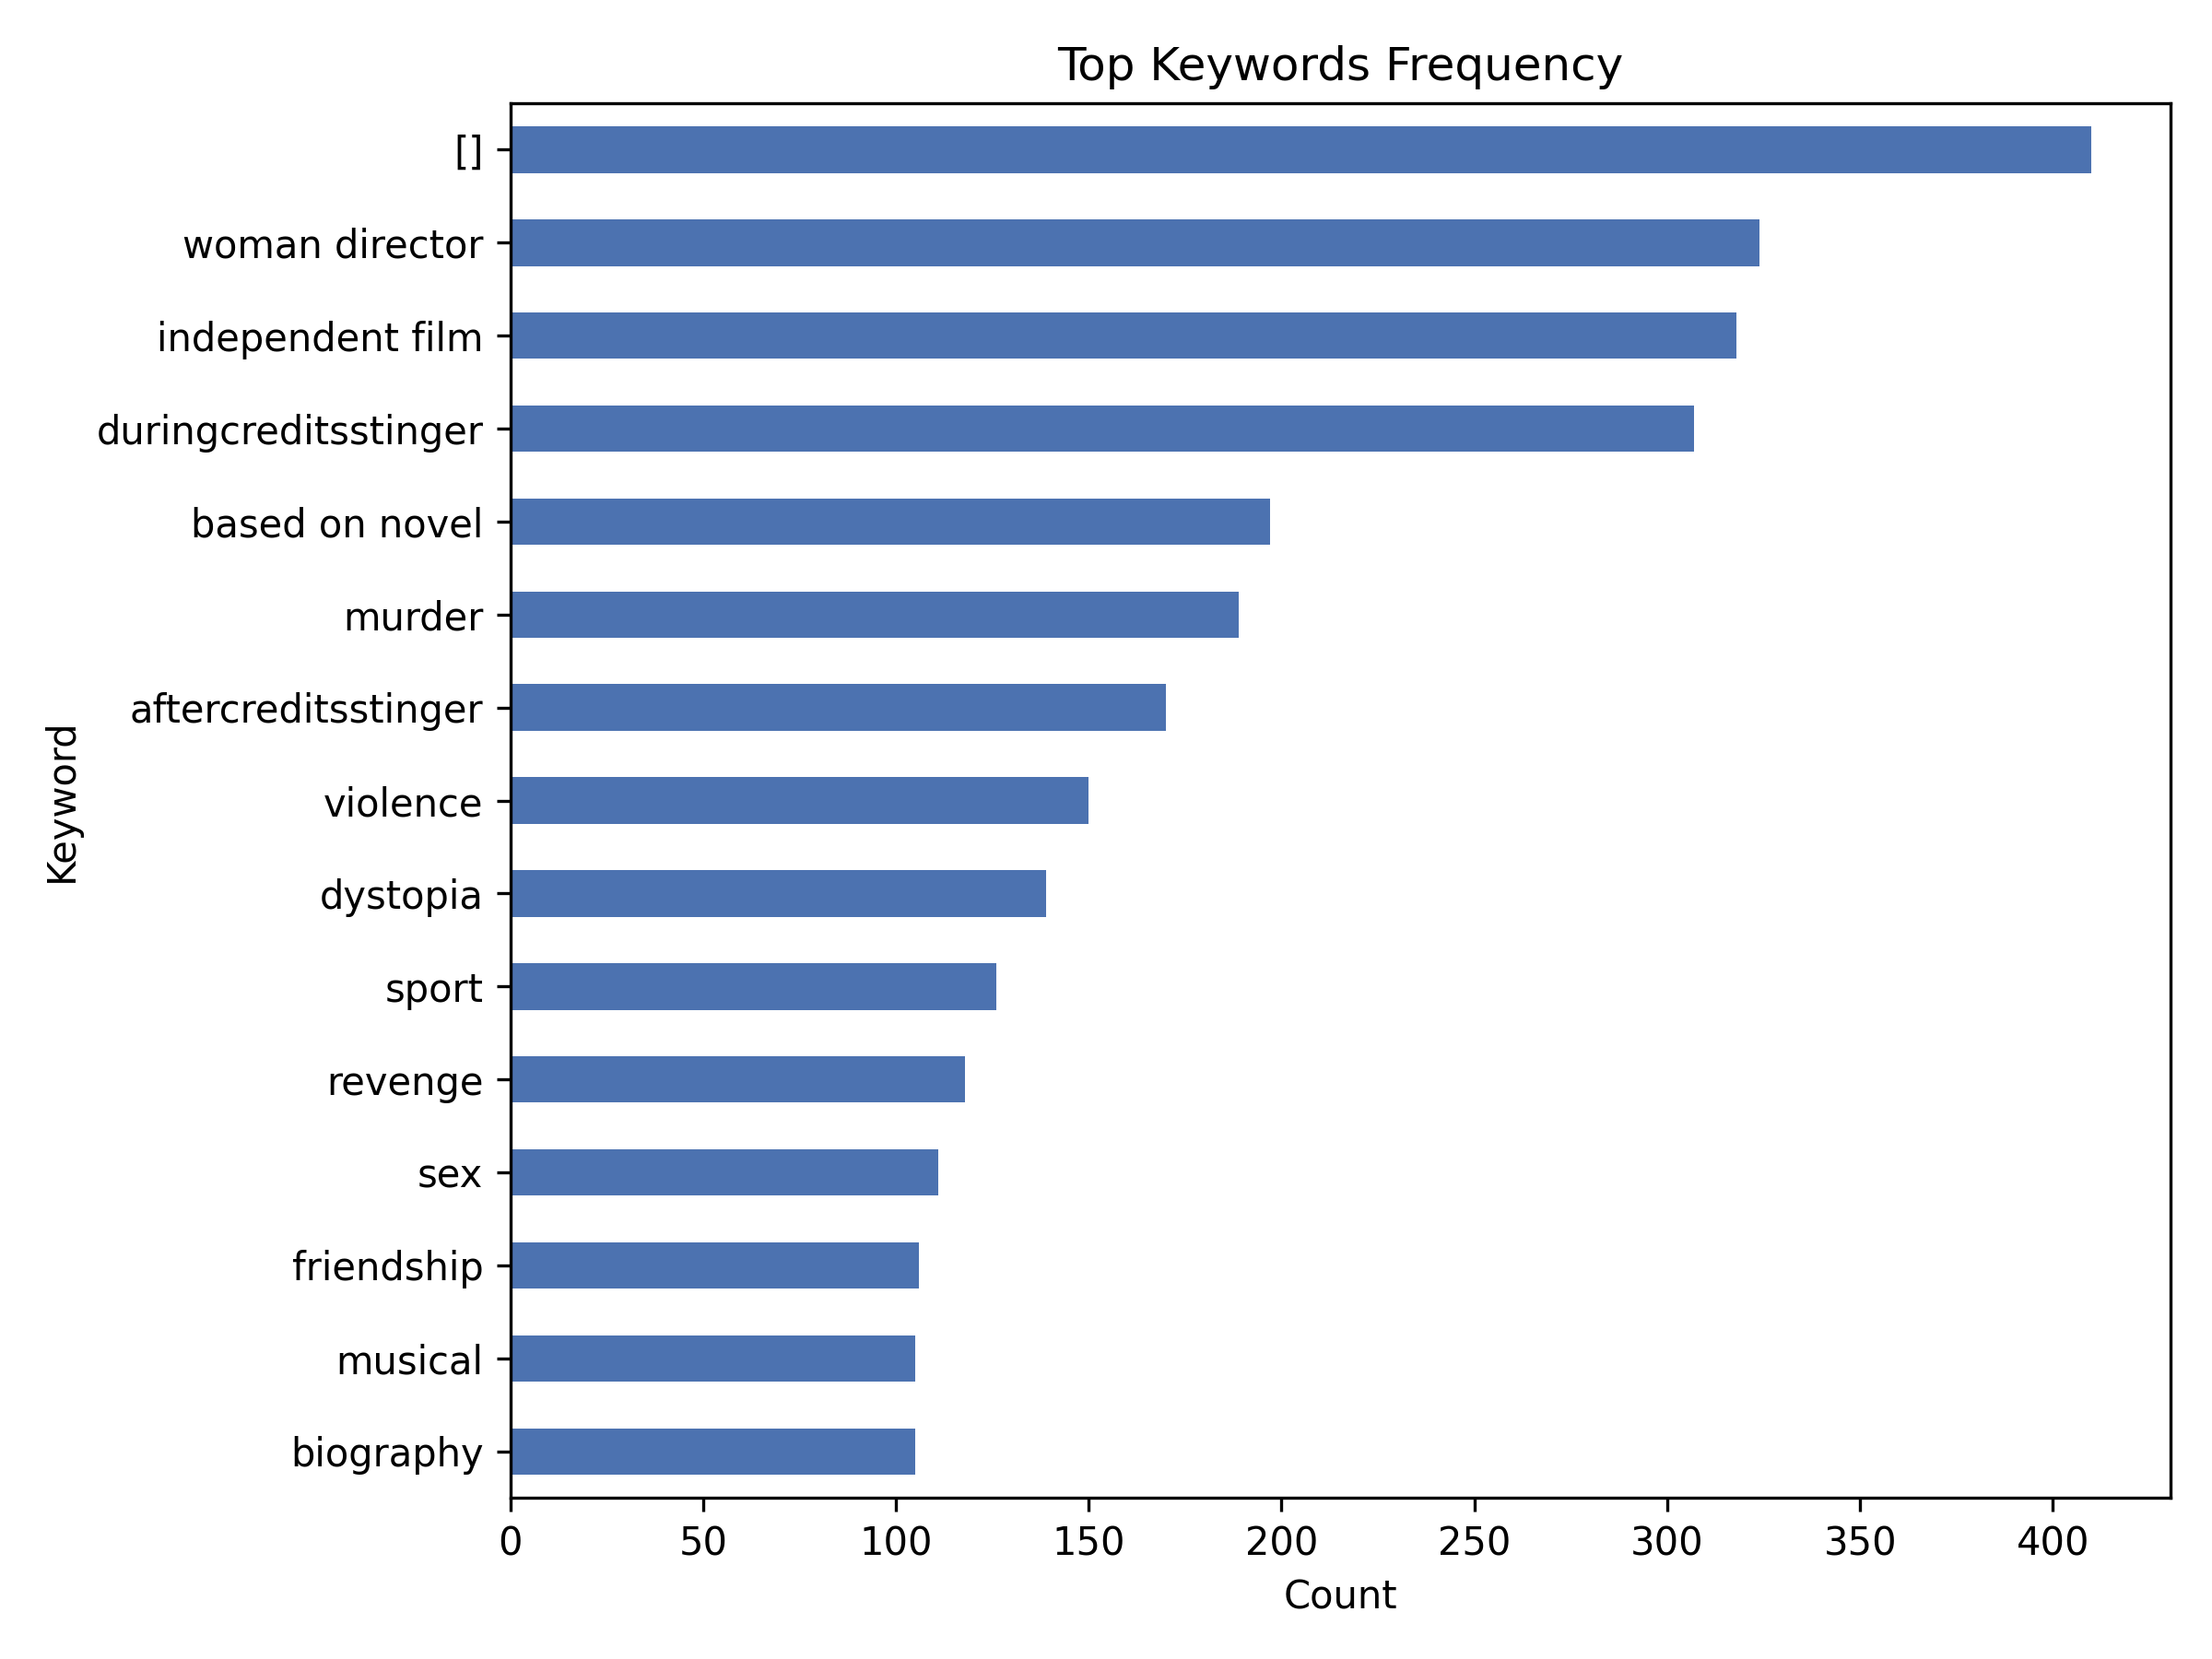 Top Keywords Frequency
[]
woman director
independent film
duringcreditsstinger
based on novel
murder
aftercreditsstinger
violence
dystopia
sport
revenge
sex
friendship
musical
biography
Keyword
0 50 100 150 200 250 300 350 400
Count